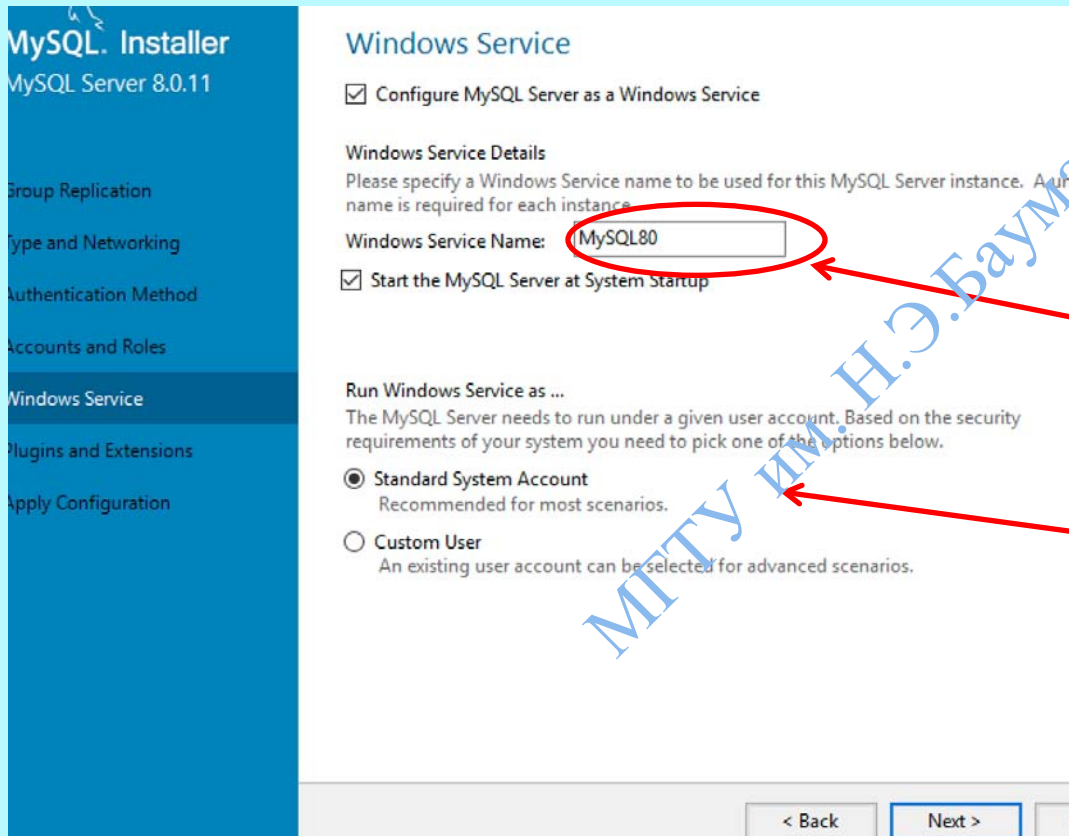 MySQL. Installer
MySQL Server 8.0.11
Group Replication
Type and Networking
Authentication Method
Accounts and Roles
Windows Service
Plugins and Extensions
Apply Configuration
Windows Service
Configure MySQL Server as a Windows Service
Windows Service Details
Please specify a Windows Service name to be used for this MySQL Server instance. A
name is required for each instance.
Windows Service Name: MySQL80
Start the MySQL Server at System Startup
Run Windows Service as ...
The MySQL Server needs to run under a given user account. Based on the security
requirements of your system you need to pick one of the options below.
Standard System Account
Recommended for most scenarios.
Custom User
An existing user account can be selected for advanced scenarios.
< Back Next >
МГТУ им. Н.Э.Баума